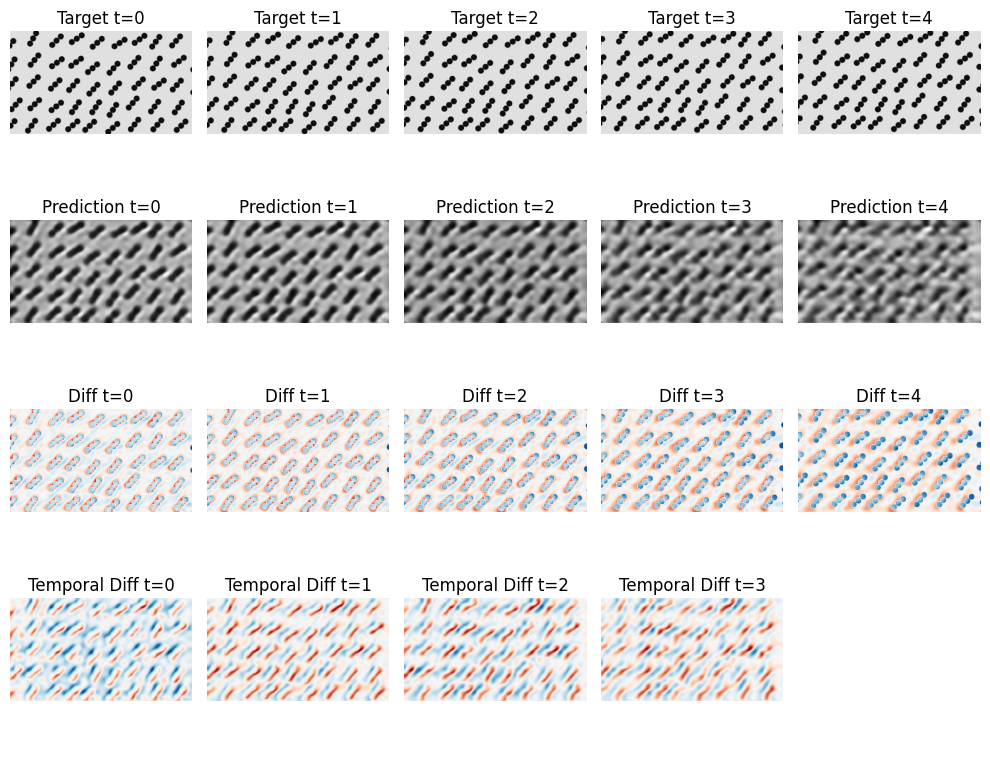 Target t=0 Target t=1 Target t=2 Target t=3 Target t=4
Prediction t=0 Prediction t=1 Prediction t=2 Prediction t=3 Prediction t=4
Diff t=0 Diff t=1 Diff t=2 Diff t=3 Diff t=4
Temporal Diff t=0 Temporal Diff t=1 Temporal Diff t=2 Temporal Diff t=3